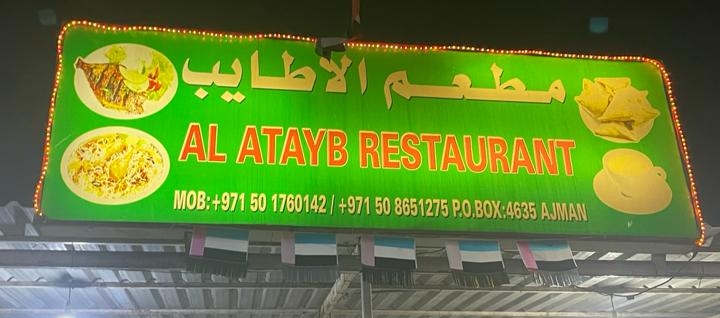 مطعم الاطايب
AL ATAYB RESTAURANT
MOB:+971 50 1760142 / +971 50 8651275 P.O.BOX:4635 AJMAN